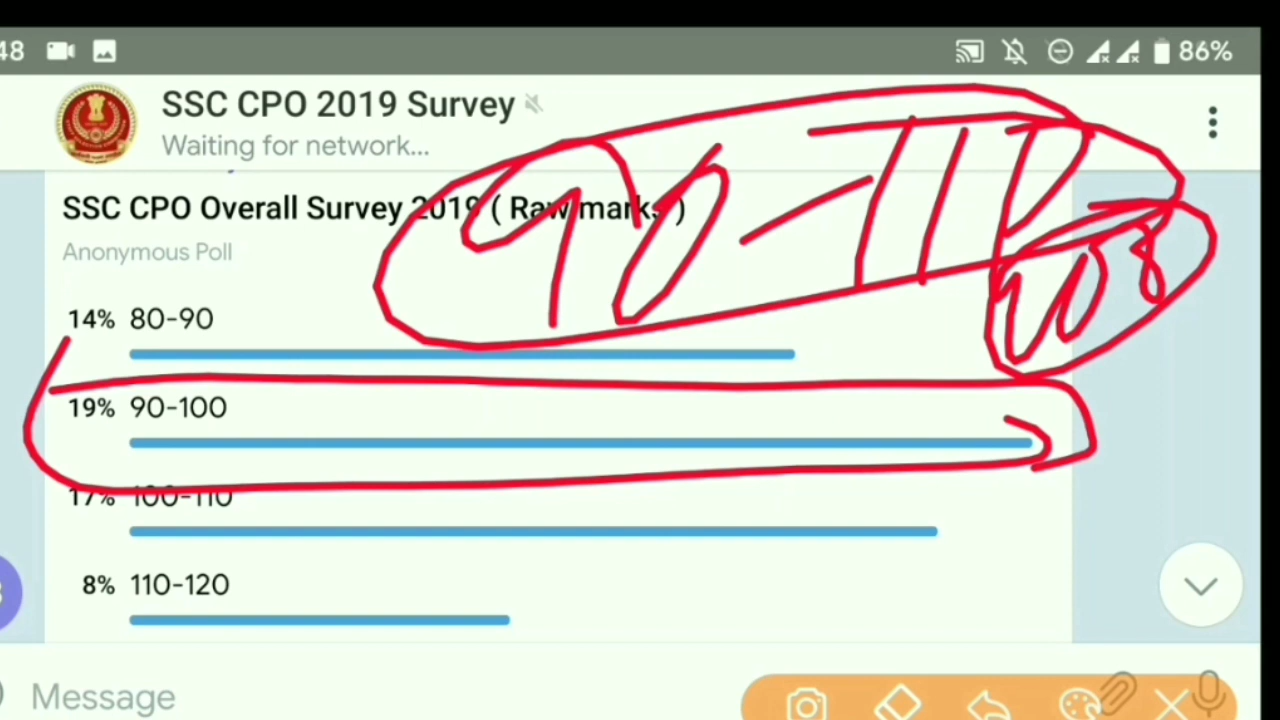 48 86%
SSC CPO 2019 Survey
Waiting for network...
SSC CPO Overall Survey 2019 ( Raw marks )
Anonymous Poll
90-110
108
14% 80-90
19% 90-100
17% 100-110
8% 110-120
Message